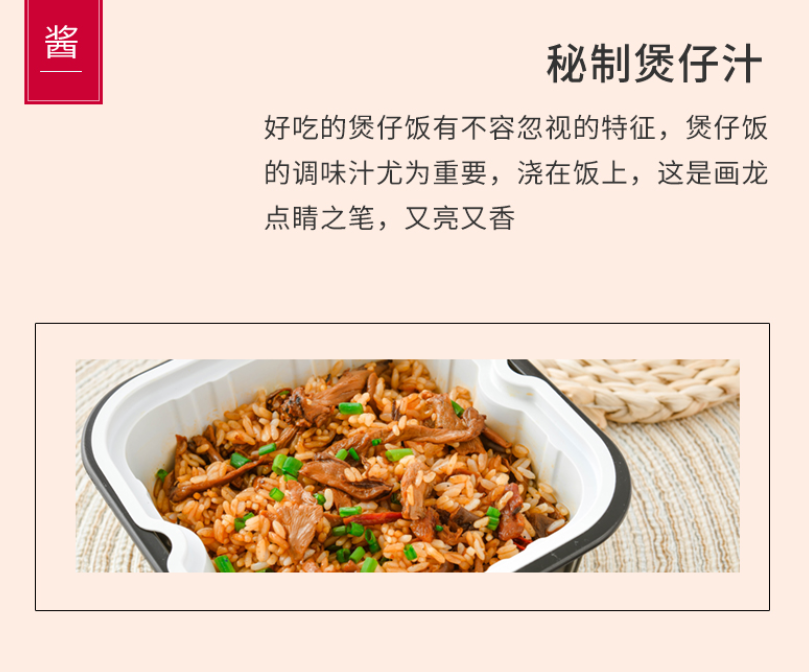 酱
秘制煲仔汁
好吃的煲仔饭有不容忽视的特征，煲仔饭
的调味汁尤为重要，浇在饭上，这是画龙
点睛之笔，又亮又香